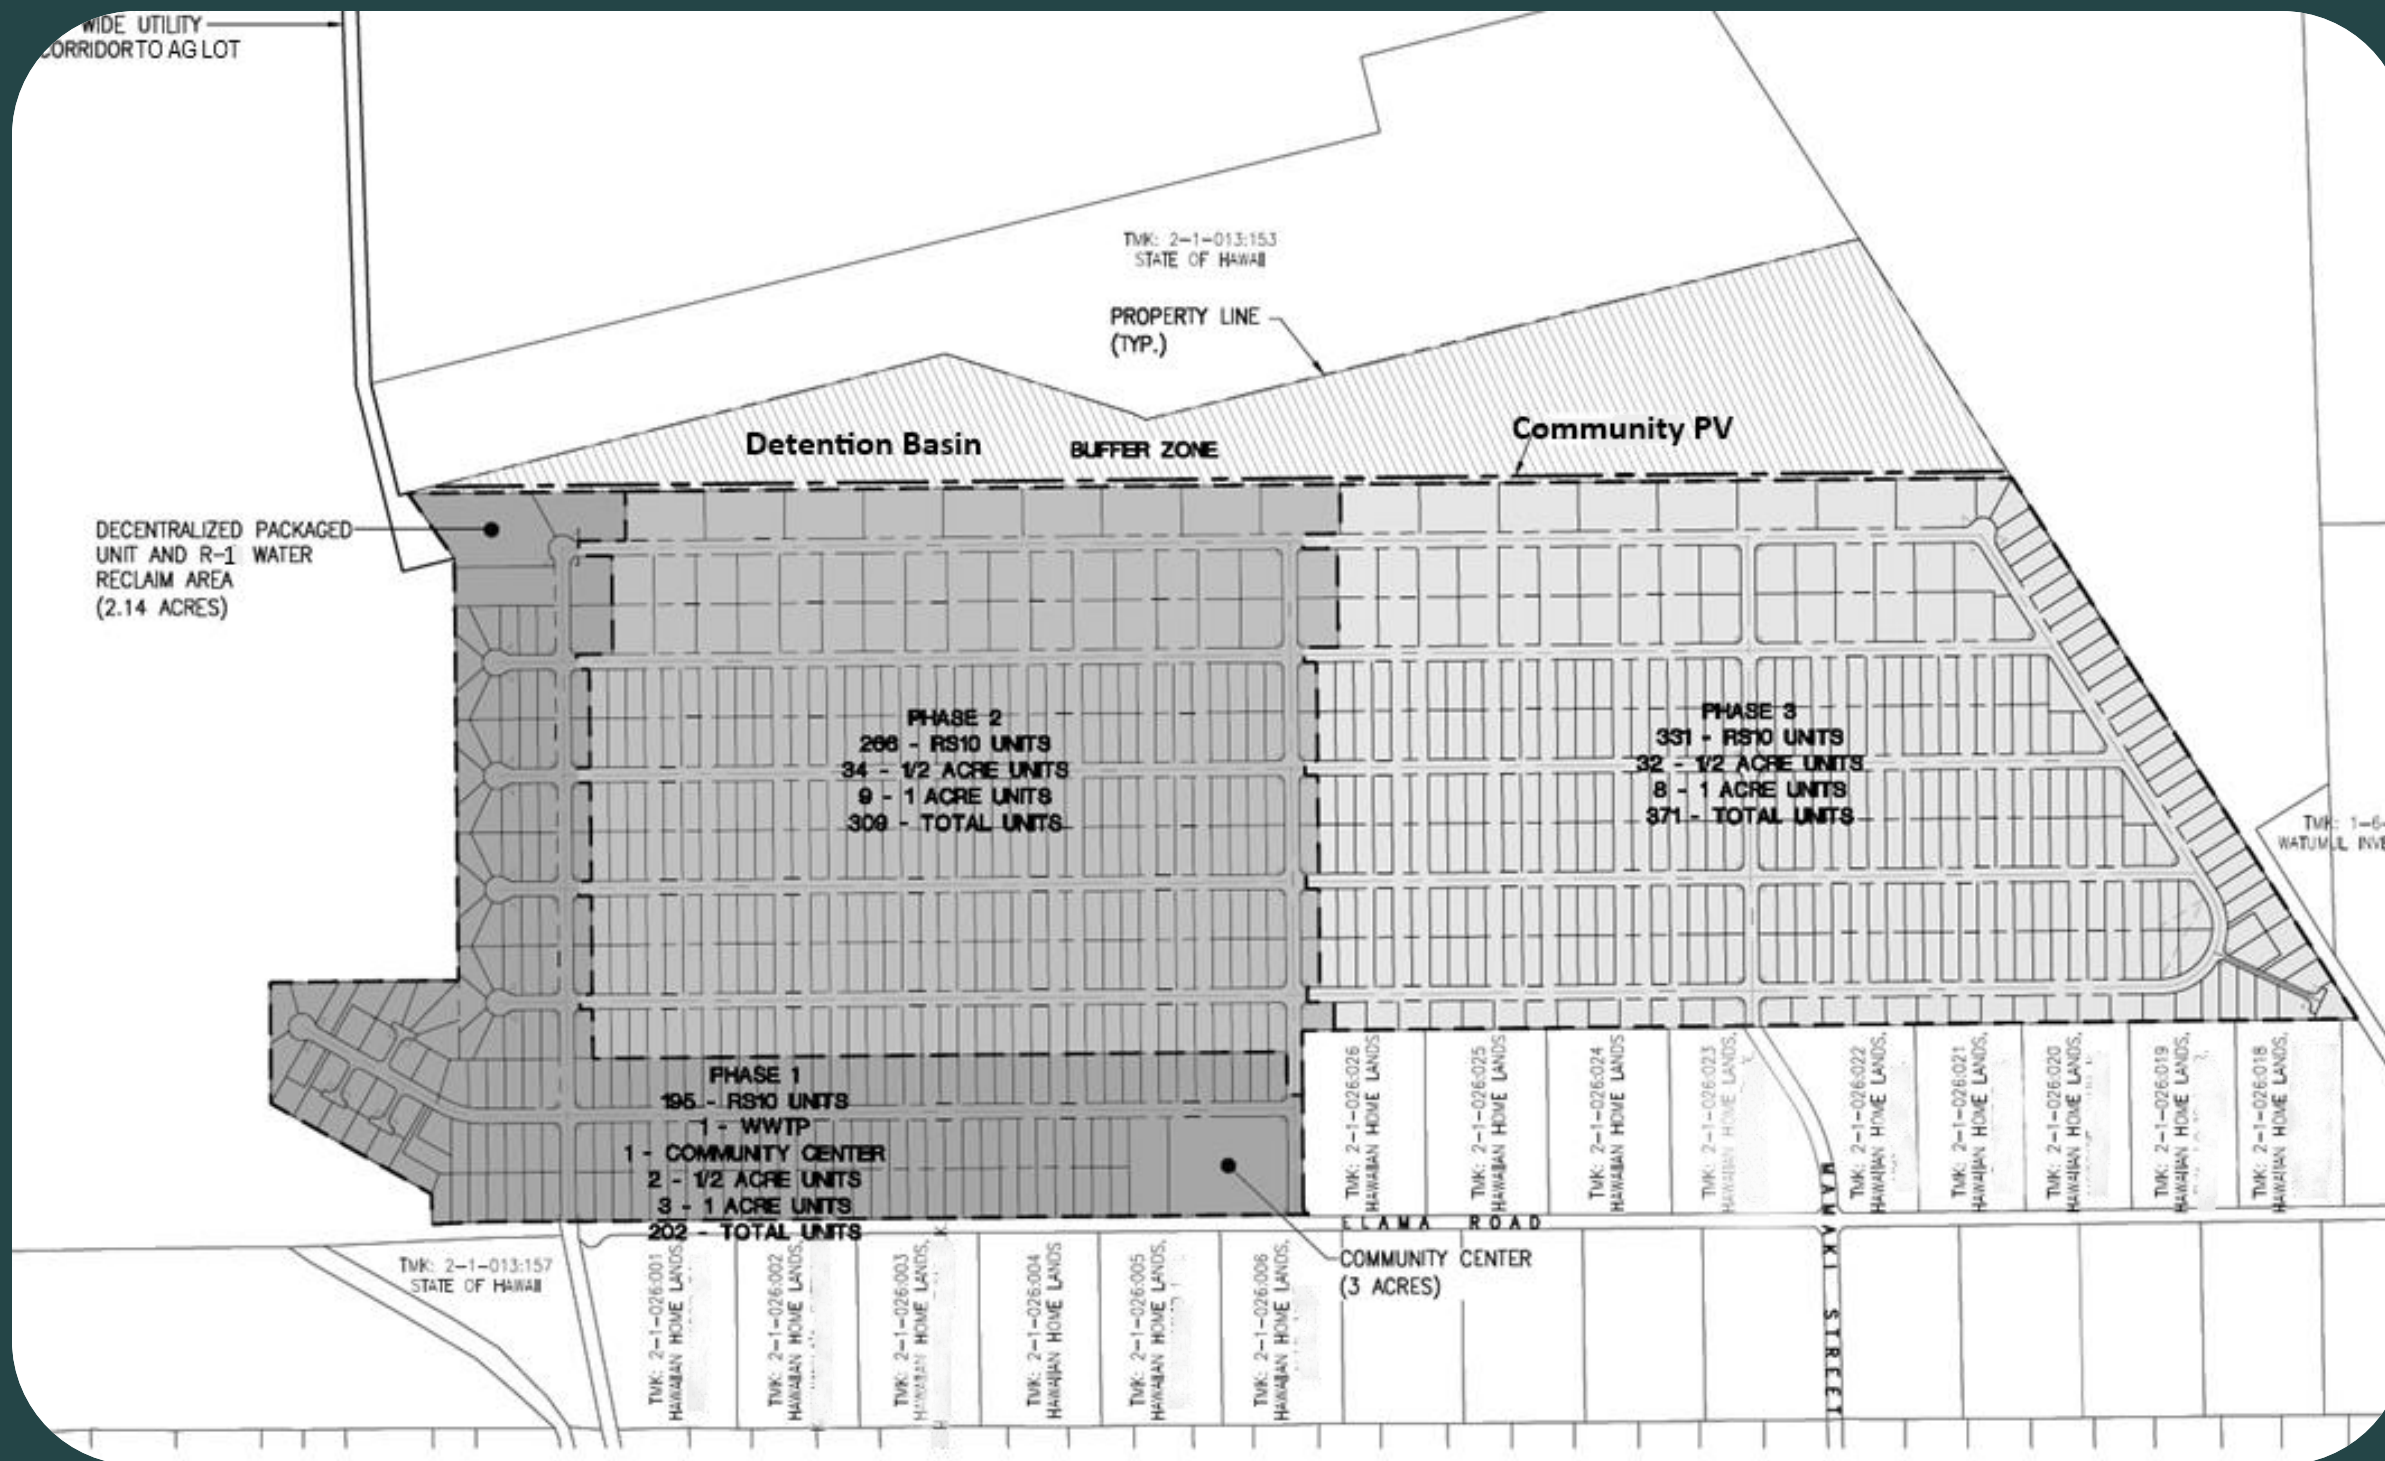 WIDE UTILITY
CORRIDOR TO AG LOT
TMK: 2-1-013:153
STATE OF HAWAII
PROPERTY LINE
(TYP.)
Detention Basin
BUFFER ZONE
Community PV
DECENTRALIZED PACKAGED
UNIT AND R-1 WATER
RECLAIM AREA
(2.14 ACRES)
PHASE 2
266 - RS10 UNITS
34 - 1/2 ACRE UNITS
9 - 1 ACRE UNITS
309 - TOTAL UNITS
PHASE 3
331 - RS10 UNITS
32 - 1/2 ACRE UNITS
8 - 1 ACRE UNITS
371 - TOTAL UNITS
TMK: 1-6-
WATUMUL INVE
PHASE 1
195 - RS10 UNITS
1 - WWTP
1 - COMMUNITY CENTER
2 - 1/2 ACRE UNITS
3 - 1 ACRE UNITS
202 - TOTAL UNITS
TMK: 2-1-026:026
HAWAIIAN HOME LANDS
TMK: 2-1-026:025
HAWAIIAN HOME LANDS
TMK: 2-1-026:024
HAWAIIAN HOME LANDS
TMK: 2-1-026:023
HAWAIIAN HOME LANDS,
TMK: 2-1-026:022
HAWAIIAN HOME LANDS,
TMK: 2-1-026:021
HAWAIIAN HOME LANDS,
TMK: 2-1-026:020
HAWAIIAN HOME LANDS,
TMK: 2-1-026:019
HAWAIIAN HOME LANDS,
TMK: 2-1-026:018
HAWAIIAN HOME LANDS,
ELAMA ROAD
MAMAKI STREET
COMMUNITY CENTER
(3 ACRES)
TMK: 2-1-013:157
STATE OF HAWAII
TMK: 2-1-026:001
HAWAIIAN HOME LANDS,
TMK: 2-1-026:002
HAWAIIAN HOME LANDS,
TMK: 2-1-026:003
HAWAIIAN HOME LANDS,
TMK: 2-1-026:004
HAWAIIAN HOME LANDS
TMK: 2-1-026:005
HAWAIIAN HOME LANDS,
TMK: 2-1-026:006
HAWAIIAN HOME LANDS,